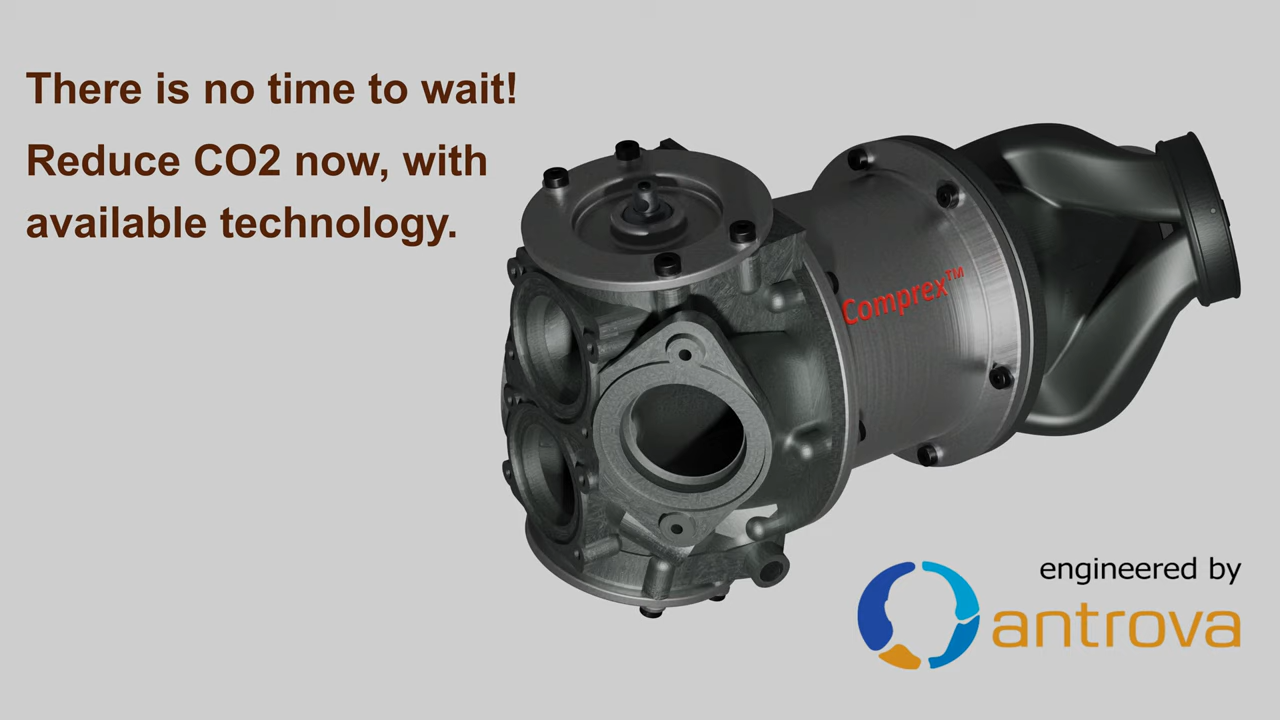 There is no time to wait!
Reduce CO2 now, with
available technology.
Comprex™
engineered by
antrova